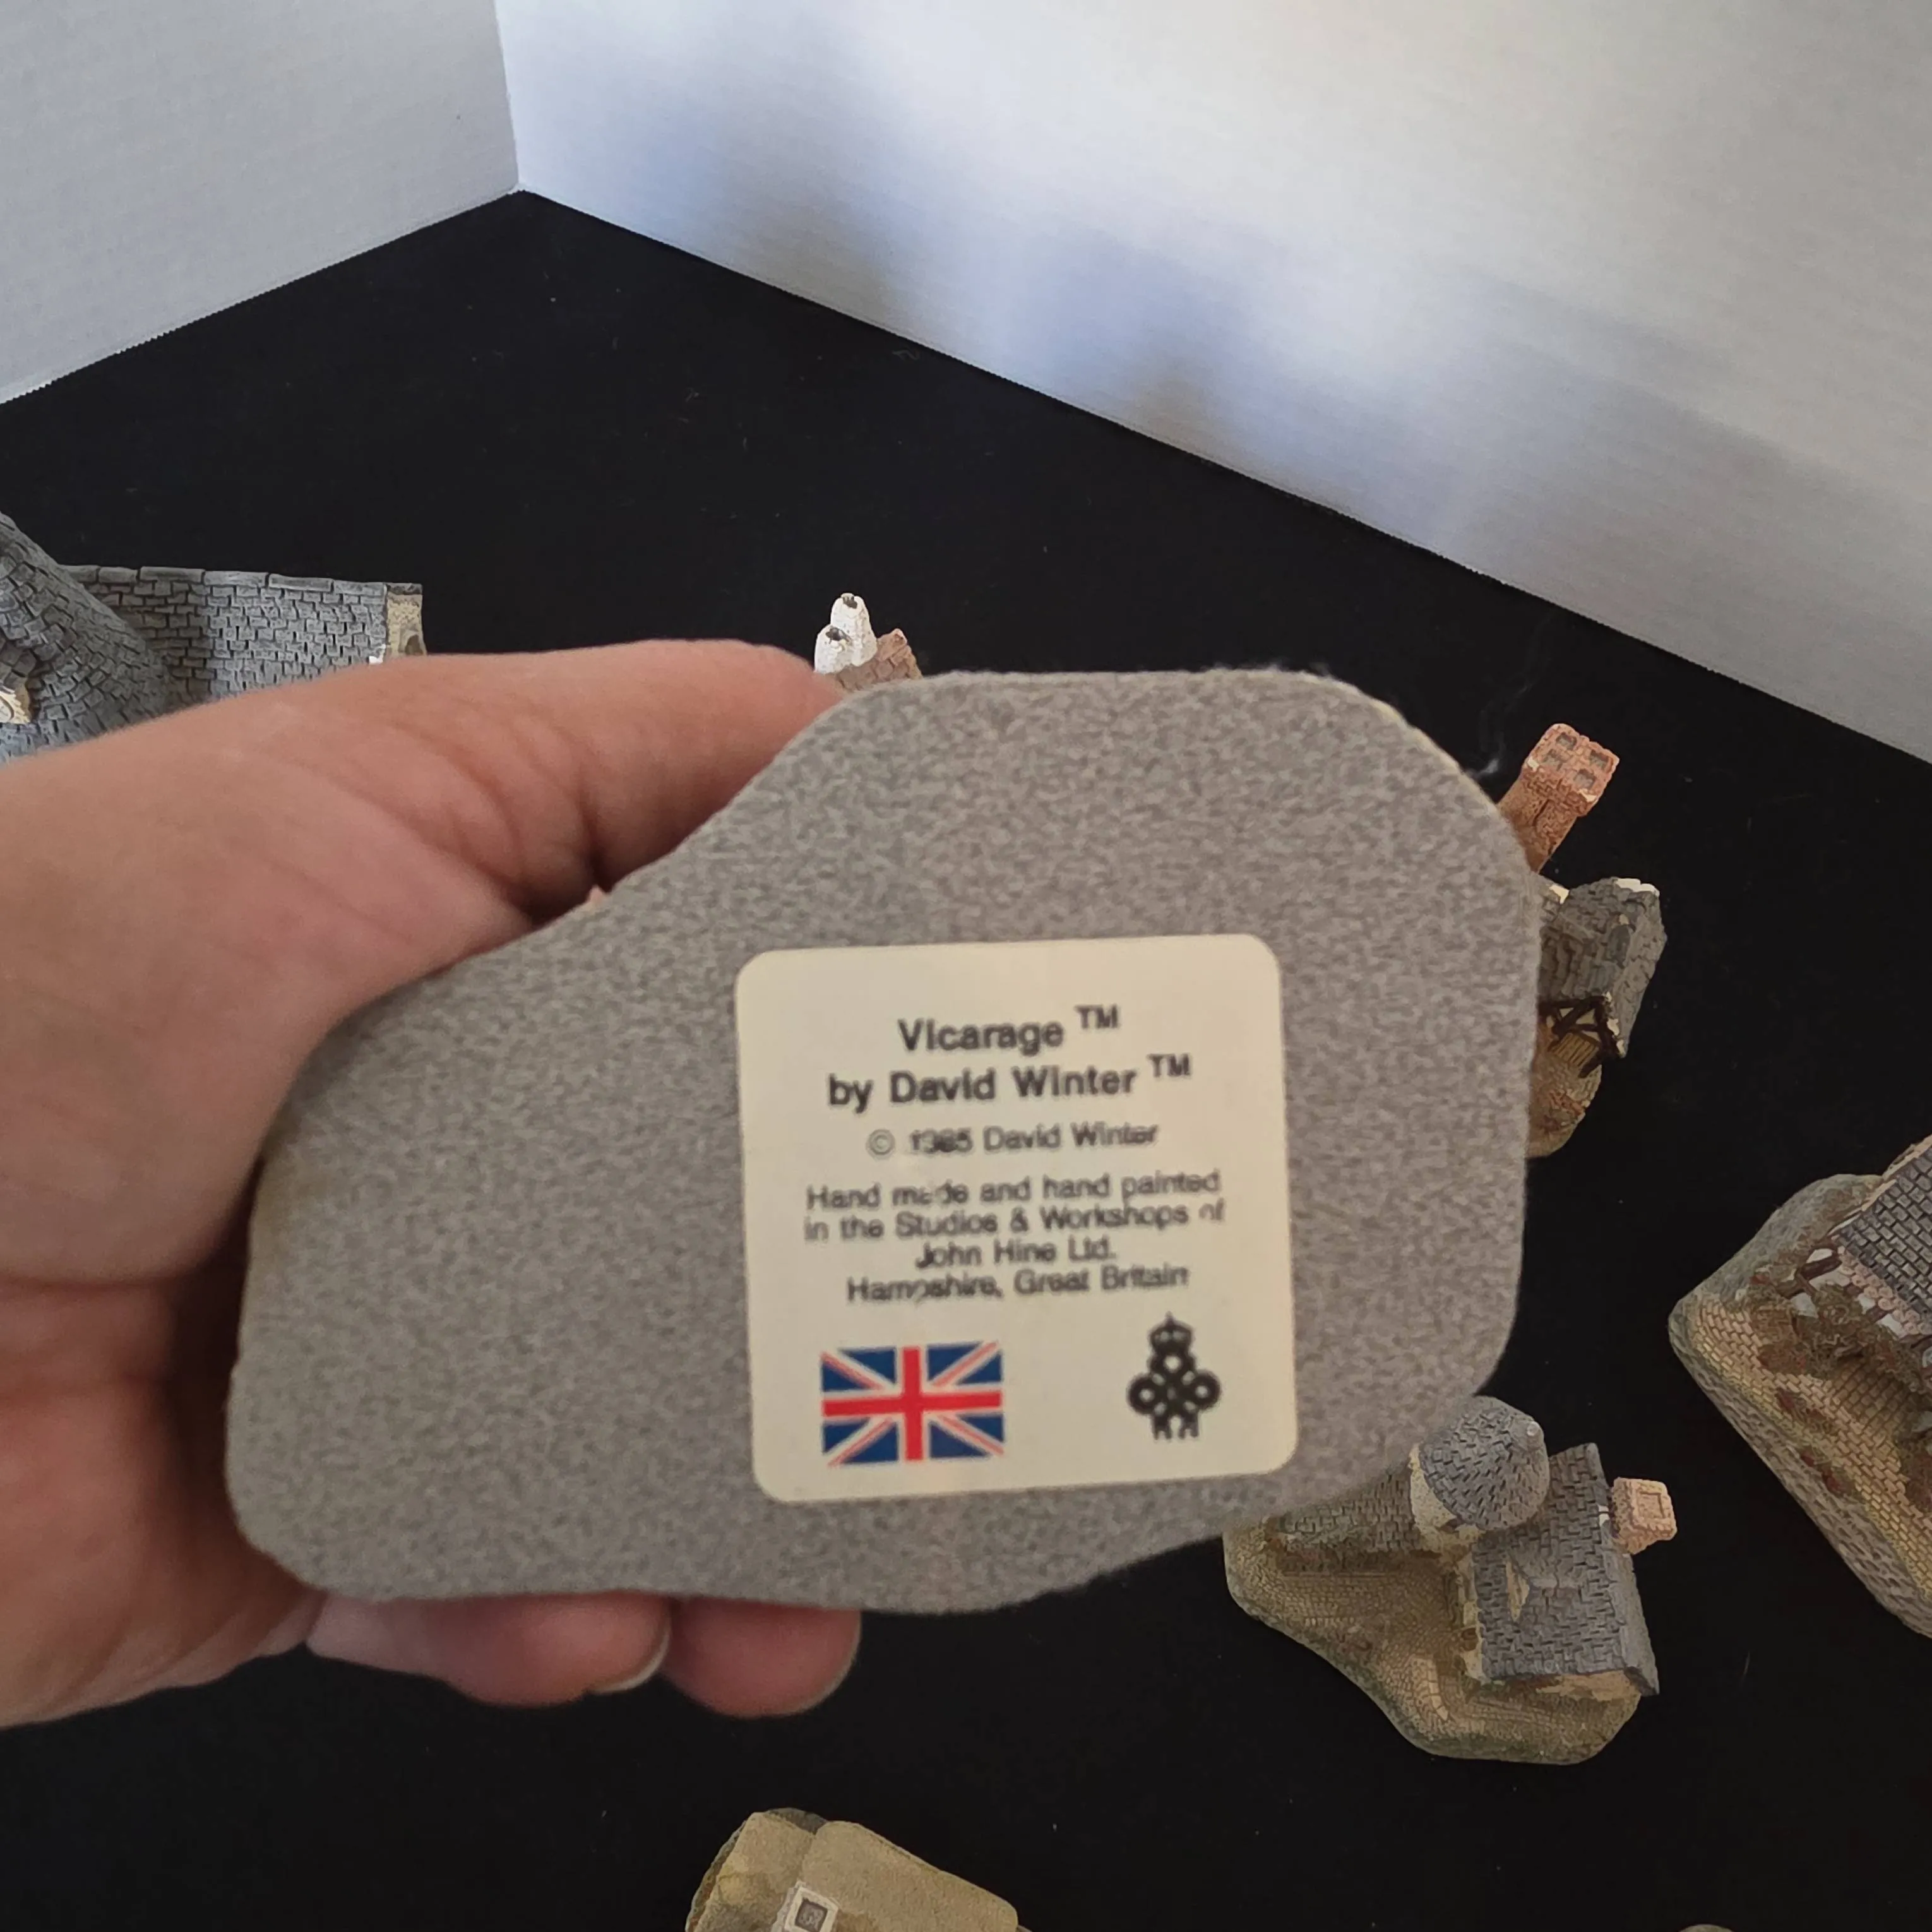 Vicarage ™
by David Winter ™
© 1985 David Winter
Hand made and hand painted
in the Studios & Workshops of
John Hine Ltd.
Hampshire, Great Britain